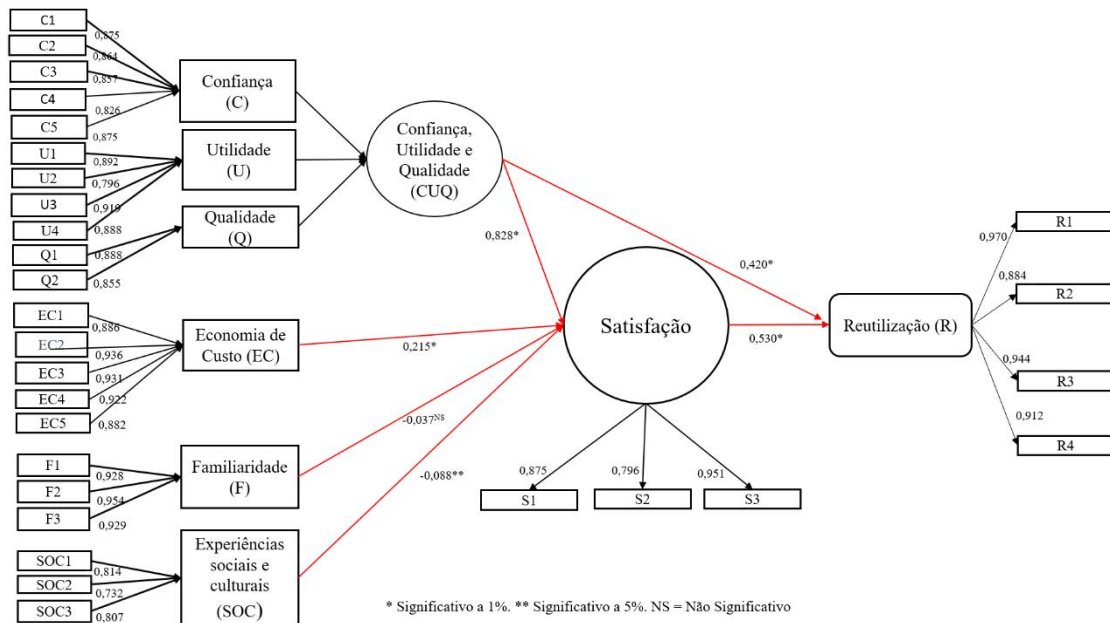 C1
0,875
C2
0,864
C3
0,857
C4
0,826
C5
0,875
U1
0,892
U2
0,796
U3
0,919
U4
0,888
Q1
0,888
Q2
0,855
EC1
0,886
EC2
0,936
EC3
0,931
EC4
0,922
EC5
0,882
F1
0,928
F2
0,954
F3
0,929
SOC1
0,814
SOC2
0,732
SOC3
0,807
Confiança
(C)
Utilidade
(U)
Qualidade
(Q)
Economia de
Custo (EC)
Familiaridade
(F)
Experiências
sociais e
culturais
(SOC)
Confiança,
Utilidade e
Qualidade
(CUQ)
0,828*
0,420*
0,215*
-0,037NS
-0,088**
Satisfação
0,530*
0,875
0,796
0,951
S1
S2
S3
Reutilização (R)
0,970
R1
0,884
R2
0,944
R3
0,912
R4
* Significativo a 1%. ** Significativo a 5%. NS = Não Significativo